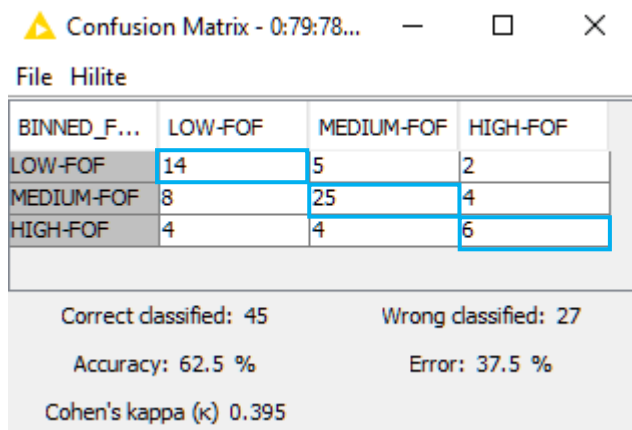 Confusion Matrix - 0:79:78...
File Hilite
BINNED_F... LOW-FOF MEDIUM-FOF HIGH-FOF
LOW-FOF 14 5 2
MEDIUM-FOF 8 25 4
HIGH-FOF 4 4 6
Correct classified: 45 Wrong classified: 27
Accuracy: 62.5 % Error: 37.5 %
Cohen's kappa (κ) 0.395